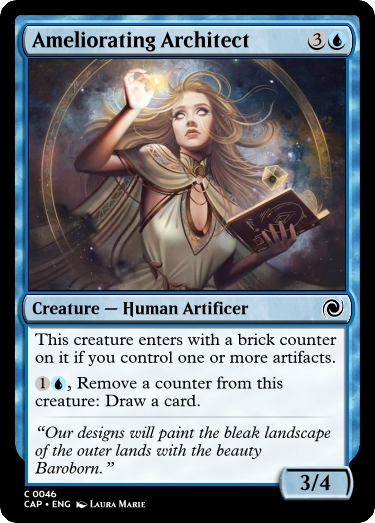 Ameliorating Architect 3
Creature — Human Artificer
This creature enters with a brick counter
on it if you control one or more artifacts.
1, Remove a counter from this
creature: Draw a card.
“Our designs will paint the bleak landscape
of the outer lands with the beauty
Baroborn.”
3/4
C 0046
CAP • ENG Laura Marie